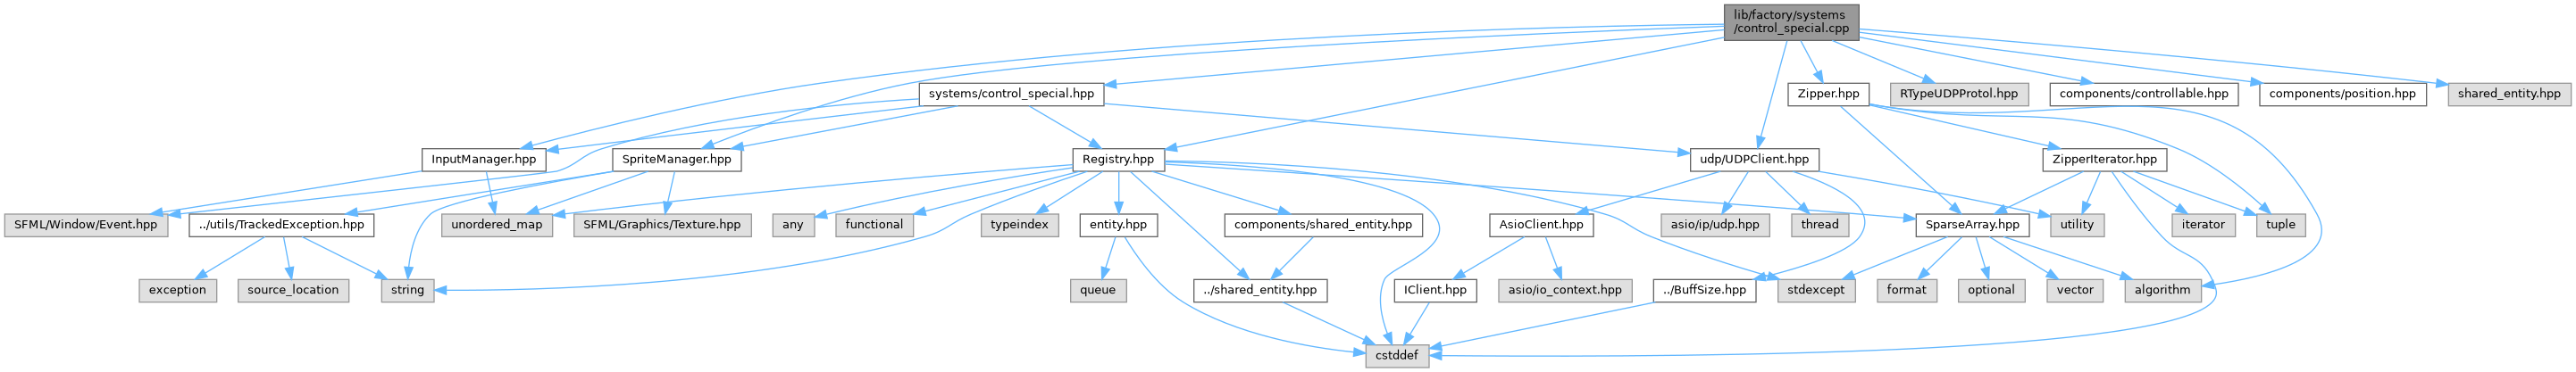 lib/factory/systems
/control_special.cpp
systems/control_special.hpp
Zipper.hpp
RTypeUDPProtol.hpp
components/controllable.hpp
components/position.hpp
shared_entity.hpp
InputManager.hpp
SpriteManager.hpp
Registry.hpp
udp/UDPClient.hpp
ZipperIterator.hpp
SFML/Window/Event.hpp
../utils/TrackedException.hpp
unordered_map
SFML/Graphics/Texture.hpp
any
functional
typeindex
entity.hpp
components/shared_entity.hpp
AsioClient.hpp
asio/ip/udp.hpp
thread
SparseArray.hpp
utility
iterator
tuple
exception
source_location
string
queue
../shared_entity.hpp
IClient.hpp
asio/io_context.hpp
../BuffSize.hpp
stdexcept
format
optional
vector
algorithm
cstddef